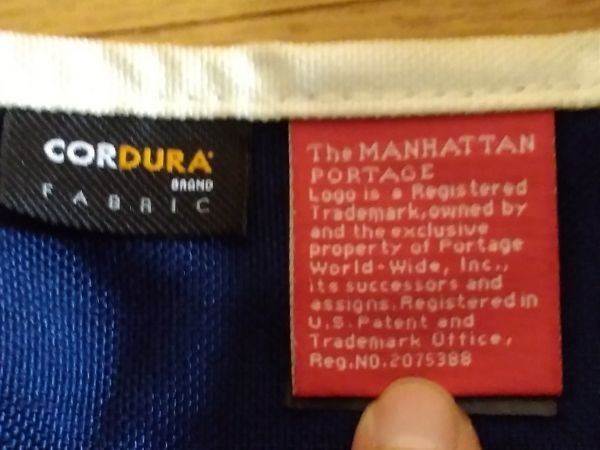 CORDURA
BRAND
FABRIC
The MANHATTAN
PORTAGE
Logo is a Registered
Trademark,owned by
and the exclusive
property of Portage
World-Wide, Inc.,
its successors and
assigns. Registered in
U.S. Patent and
Trademark Office,
Reg.NO.2075388